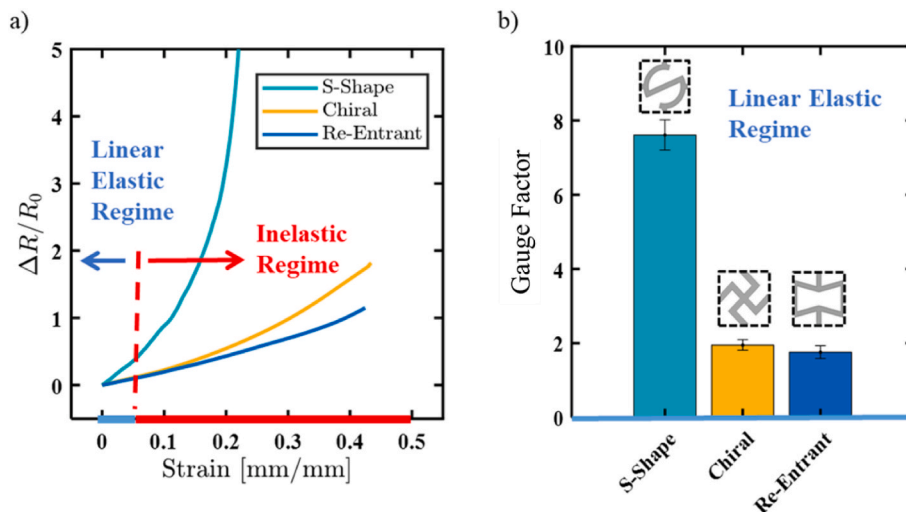 a)
5
4
3
2
1
0
ΔR/R₀
S-Shape
Chiral
Re-Entrant
Linear
Elastic
Regime
Inelastic
Regime
0 0.1 0.2 0.3 0.4 0.5
Strain [mm/mm]
b)
10
8
6
4
2
0
Gauge Factor
Linear Elastic
Regime
S-Shape
Chiral
Re-Entrant